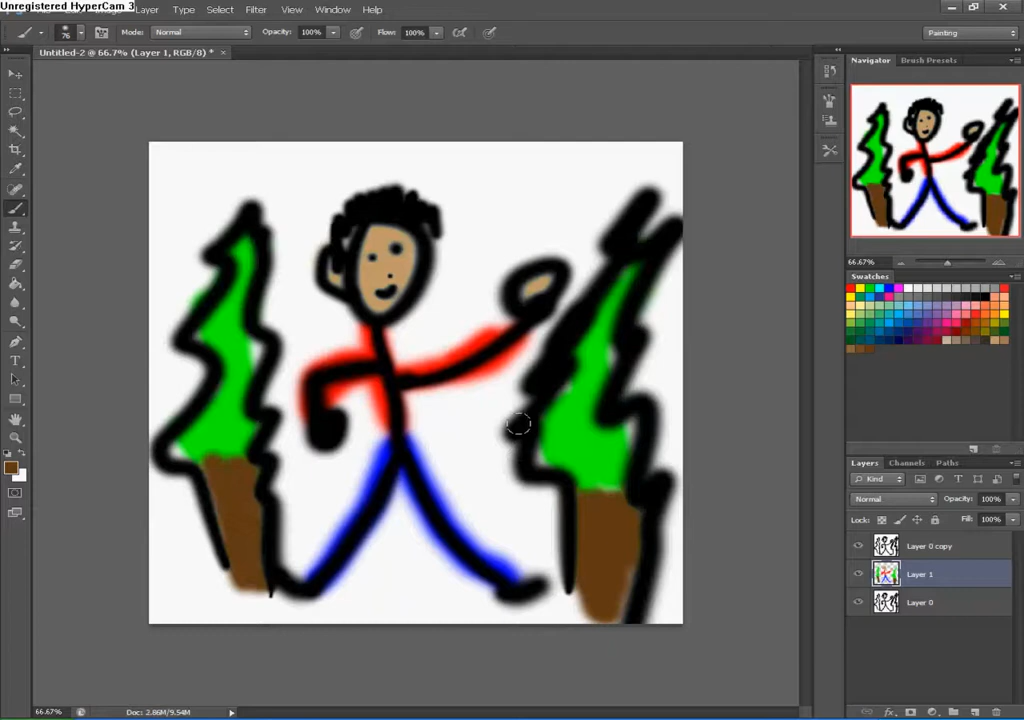 Unregistered HyperCam 3
Layer Type Select Filter View Window Help
76 Mode: Normal Opacity: 100% Flow: 100% Painting
Untitled-2 @ 66.7% (Layer 1, RGB/8) * ×
Navigator Brush Presets
66.67%
Swatches
Layers Channels Paths
Kind
Normal Opacity: 100%
Lock: Fill: 100%
Layer 0 copy
Layer 1
Layer 0
66.67% Doc: 2.86M/9.54M